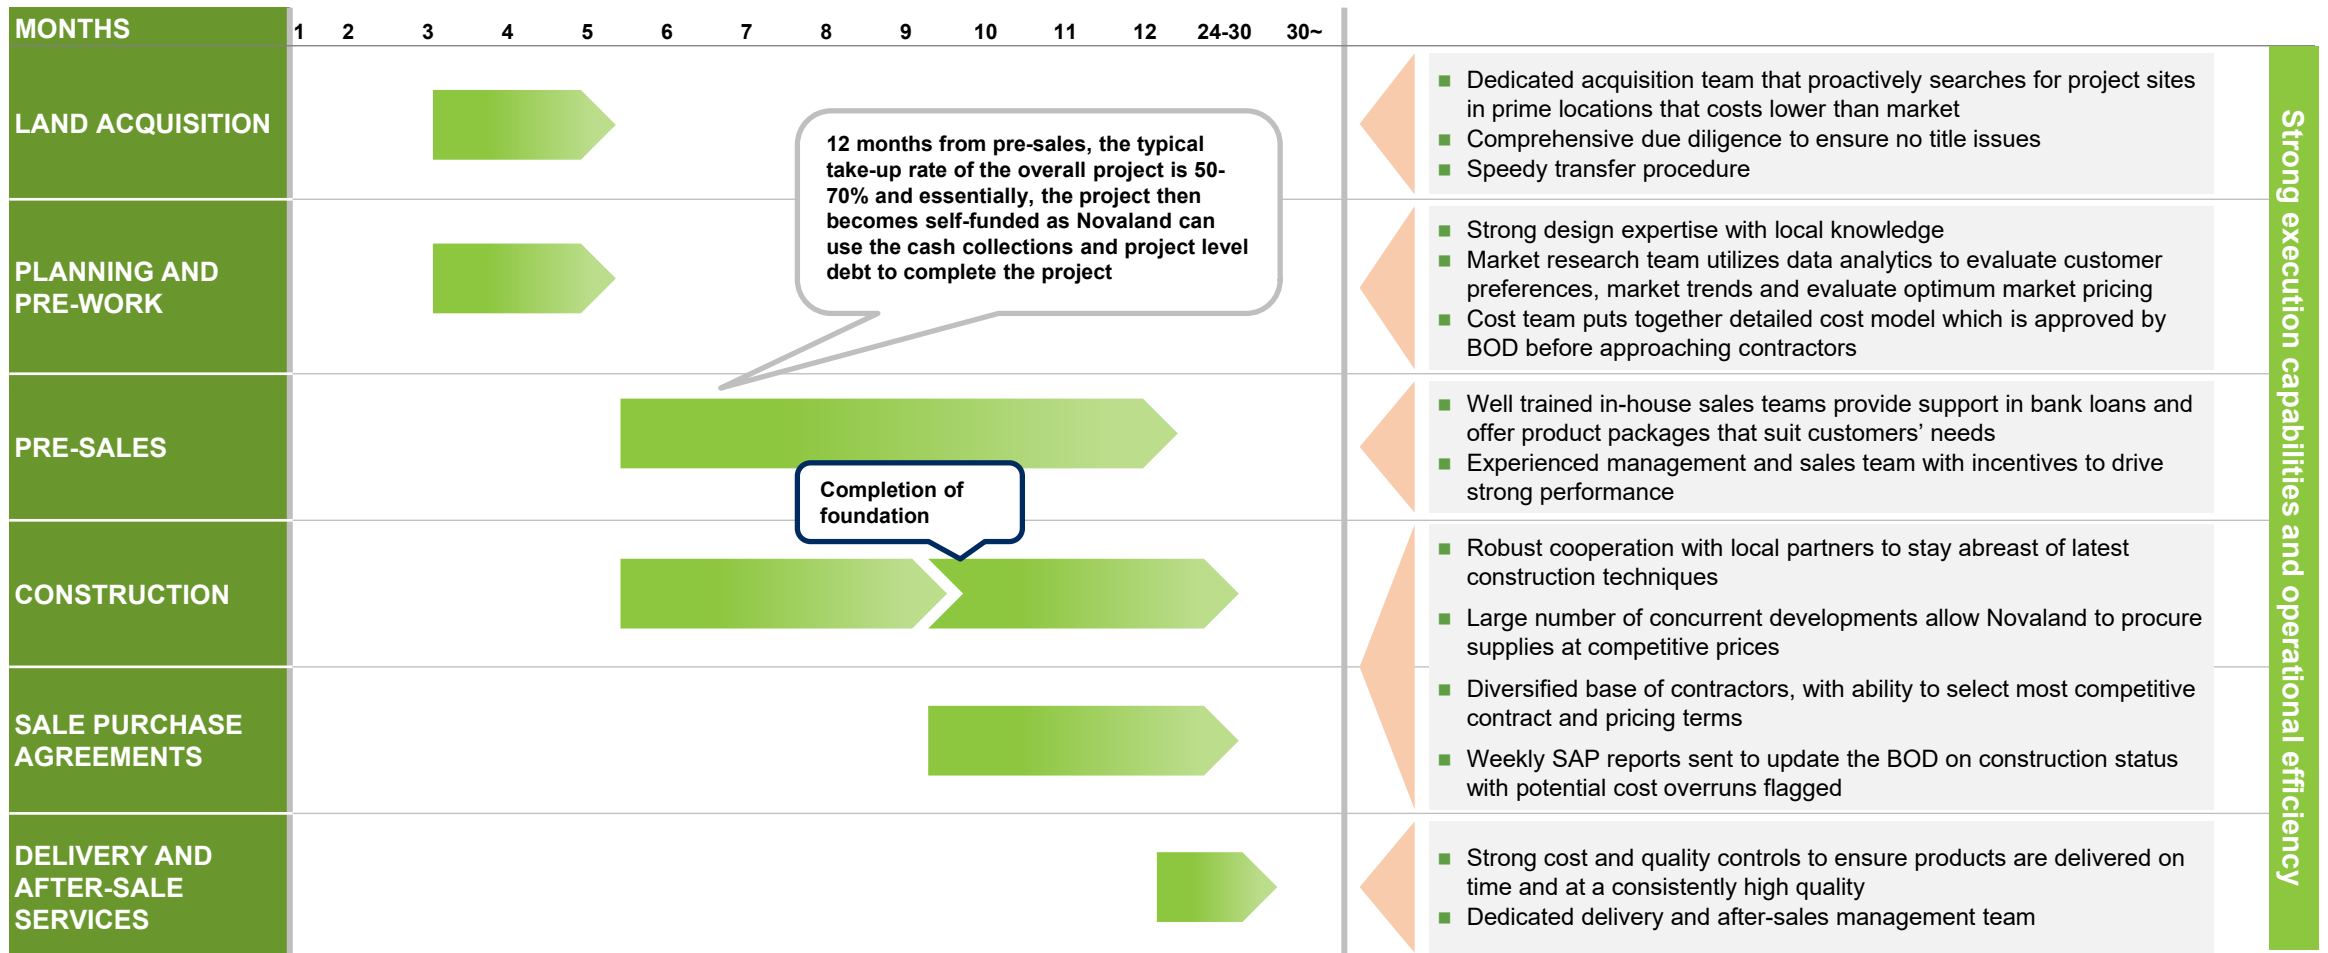 MONTHS 1 2 3 4 5 6 7 8 9 10 11 12 24-30 30~
LAND ACQUISITION
■ Dedicated acquisition team that proactively searches for project sites
in prime locations that costs lower than market
■ Comprehensive due diligence to ensure no title issues
■ Speedy transfer procedure
12 months from pre-sales, the typical
take-up rate of the overall project is 50-
70% and essentially, the project then
becomes self-funded as Novaland can
use the cash collections and project level
debt to complete the project
PLANNING AND
PRE-WORK
■ Strong design expertise with local knowledge
■ Market research team utilizes data analytics to evaluate customer
preferences, market trends and evaluate optimum market pricing
■ Cost team puts together detailed cost model which is approved by
BOD before approaching contractors
PRE-SALES
■ Well trained in-house sales teams provide support in bank loans and
offer product packages that suit customers’ needs
■ Experienced management and sales team with incentives to drive
strong performance
Completion of
foundation
CONSTRUCTION
■ Robust cooperation with local partners to stay abreast of latest
construction techniques
■ Large number of concurrent developments allow Novaland to procure
supplies at competitive prices
SALE PURCHASE
AGREEMENTS
■ Diversified base of contractors, with ability to select most competitive
contract and pricing terms
■ Weekly SAP reports sent to update the BOD on construction status
with potential cost overruns flagged
DELIVERY AND
AFTER-SALE
SERVICES
■ Strong cost and quality controls to ensure products are delivered on
time and at a consistently high quality
■ Dedicated delivery and after-sales management team
Strong execution capabilities and operational efficiency